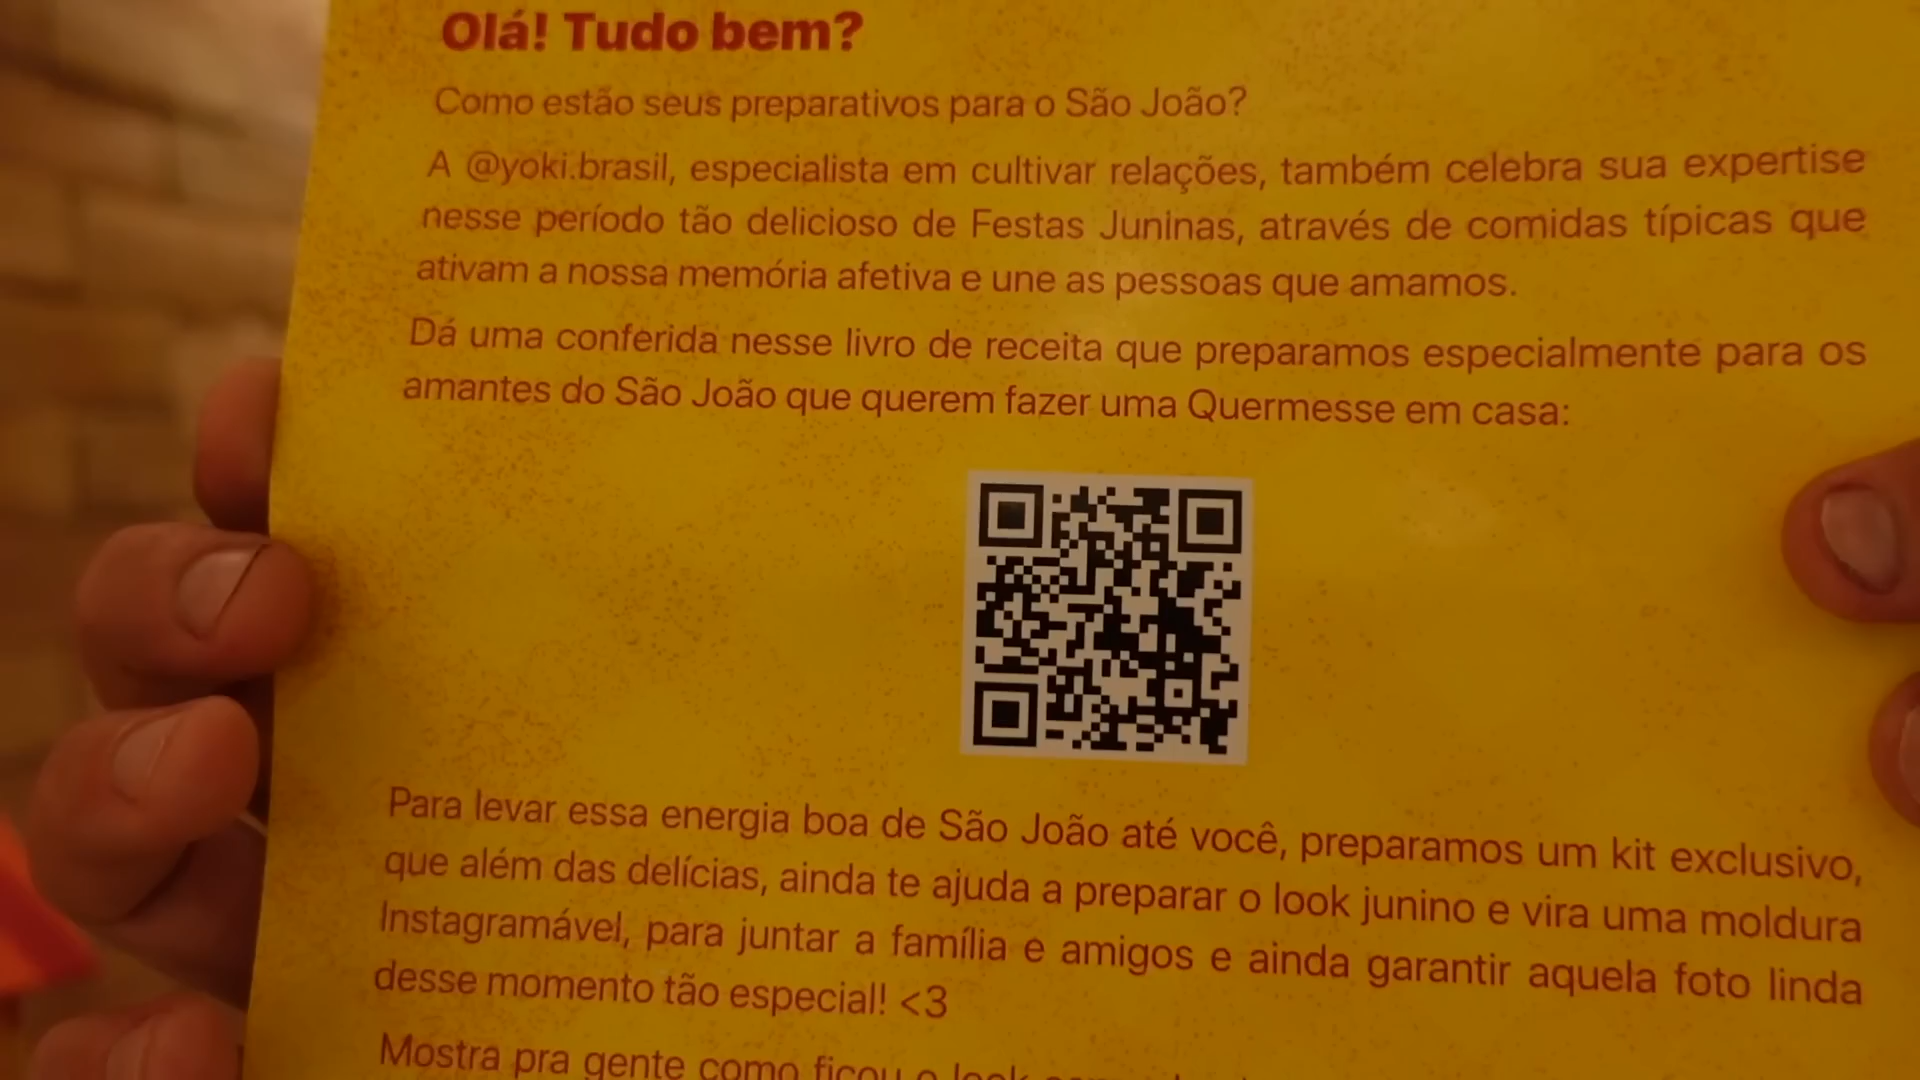 Olá! Tudo bem?
Como estão seus preparativos para o São João?
A @yoki.brasil, especialista em cultivar relações, também celebra sua expertise
nesse período tão delicioso de Festas Juninas, através de comidas típicas que
ativam a nossa memória afetiva e une as pessoas que amamos.
Dá uma conferida nesse livro de receita que preparamos especialmente para os
amantes do São João que querem fazer uma Quermesse em casa:
Para levar essa energia boa de São João até você, preparamos um kit exclusivo,
que além das delícias, ainda te ajuda a preparar o look junino e vira uma moldura
Instagramável, para juntar a família e amigos e ainda garantir aquela foto linda
desse momento tão especial! <3
Mostra pra gente como ficou o look